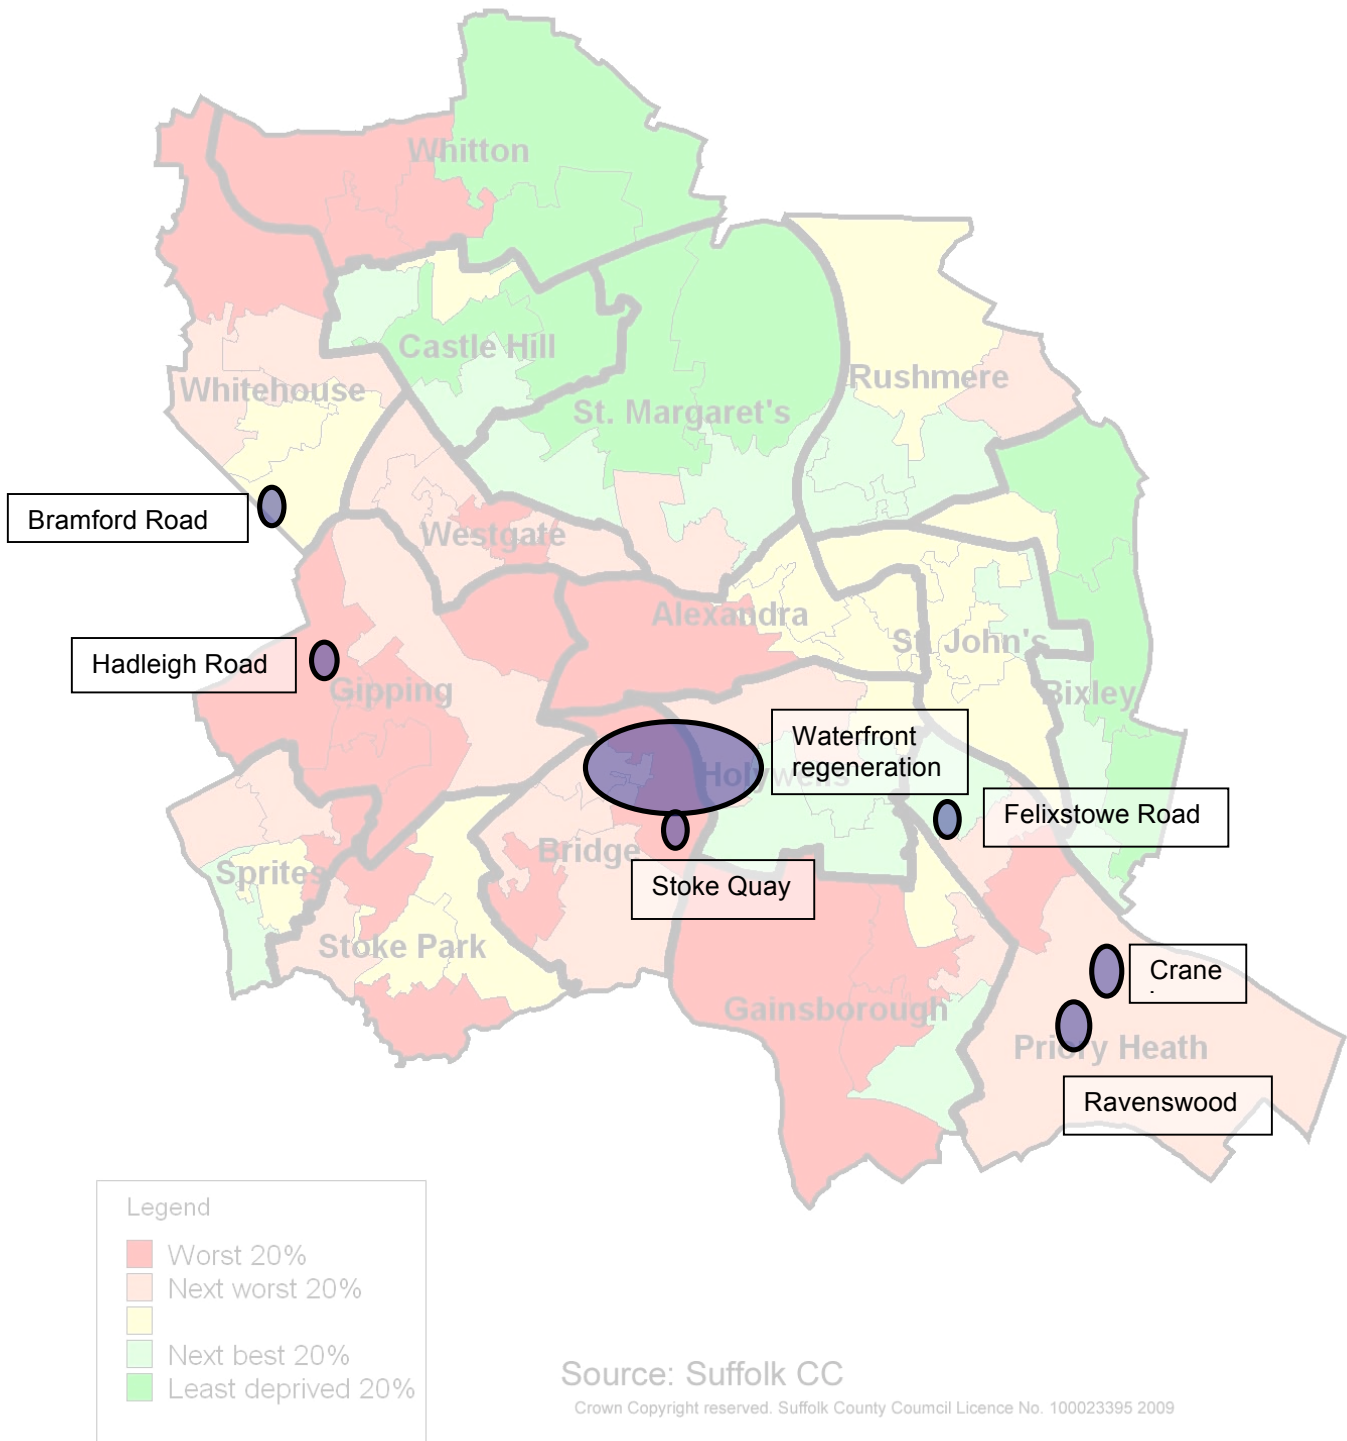 Whitton
Castle Hill
Whitehouse
Rushmere
St. Margaret's
Bramford Road
Westgate
Alexandra
St. John's
Hadleigh Road
Gipping
Bixley
Waterfront
regeneration
Holywells
Felixstowe Road
Bridge
Sprites
Stoke Quay
Stoke Park
Crane
Gainsborough
Priory Heath
Ravenswood
Legend
Worst 20%
Next worst 20%
Next best 20%
Least deprived 20%
Source: Suffolk CC
Crown Copyright reserved. Suffolk County Coumcil Licence No. 100023395 2009